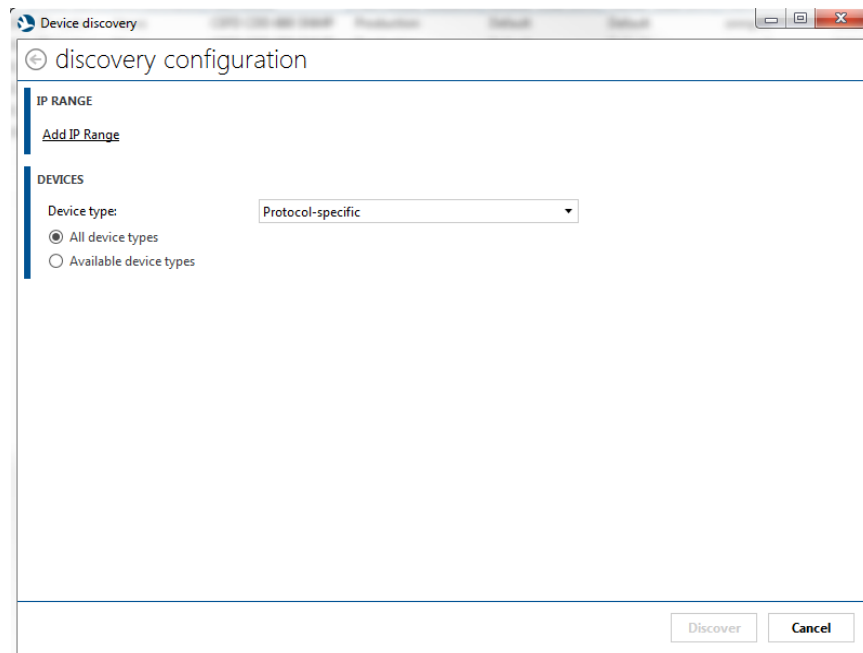 Device discovery
discovery configuration
IP RANGE
Add IP Range
DEVICES
Device type: Protocol-specific
All device types
Available device types
Discover Cancel